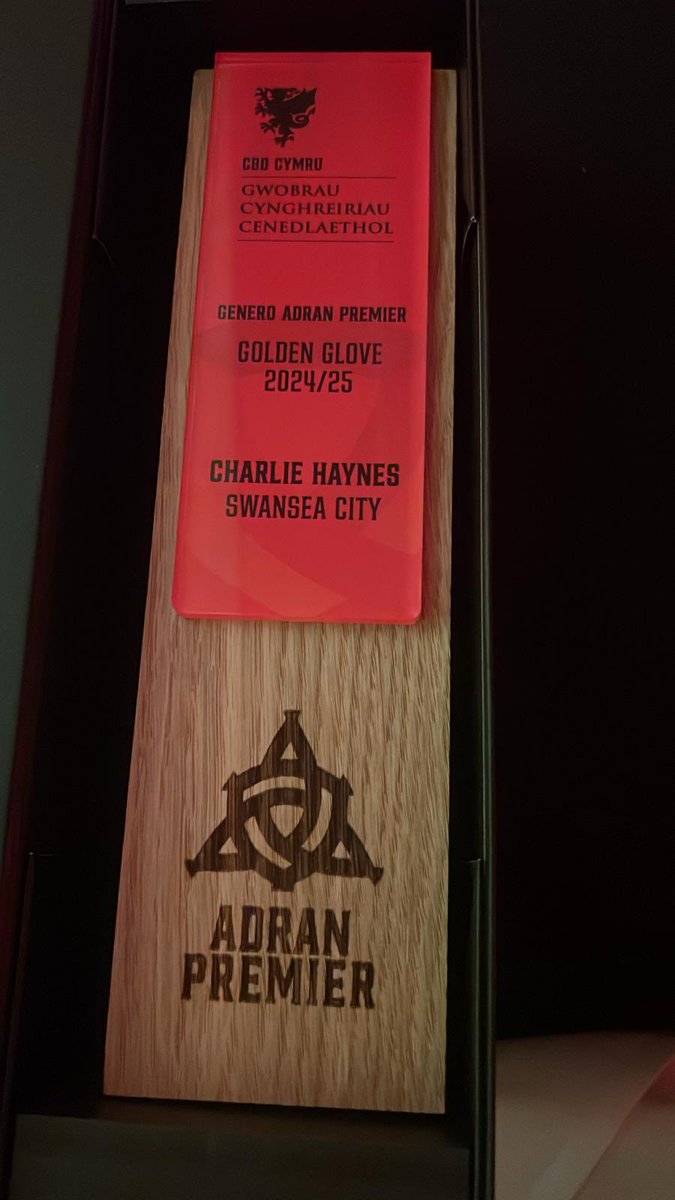 CBD CYMRU
GWOBRAU
CYNGHREIRIAU
CENEDLAETHOL
GENERO ADRAN PREMIER
GOLDEN GLOVE
2024/25
CHARLIE HAYNES
SWANSEA CITY
ADRAN
PREMIER